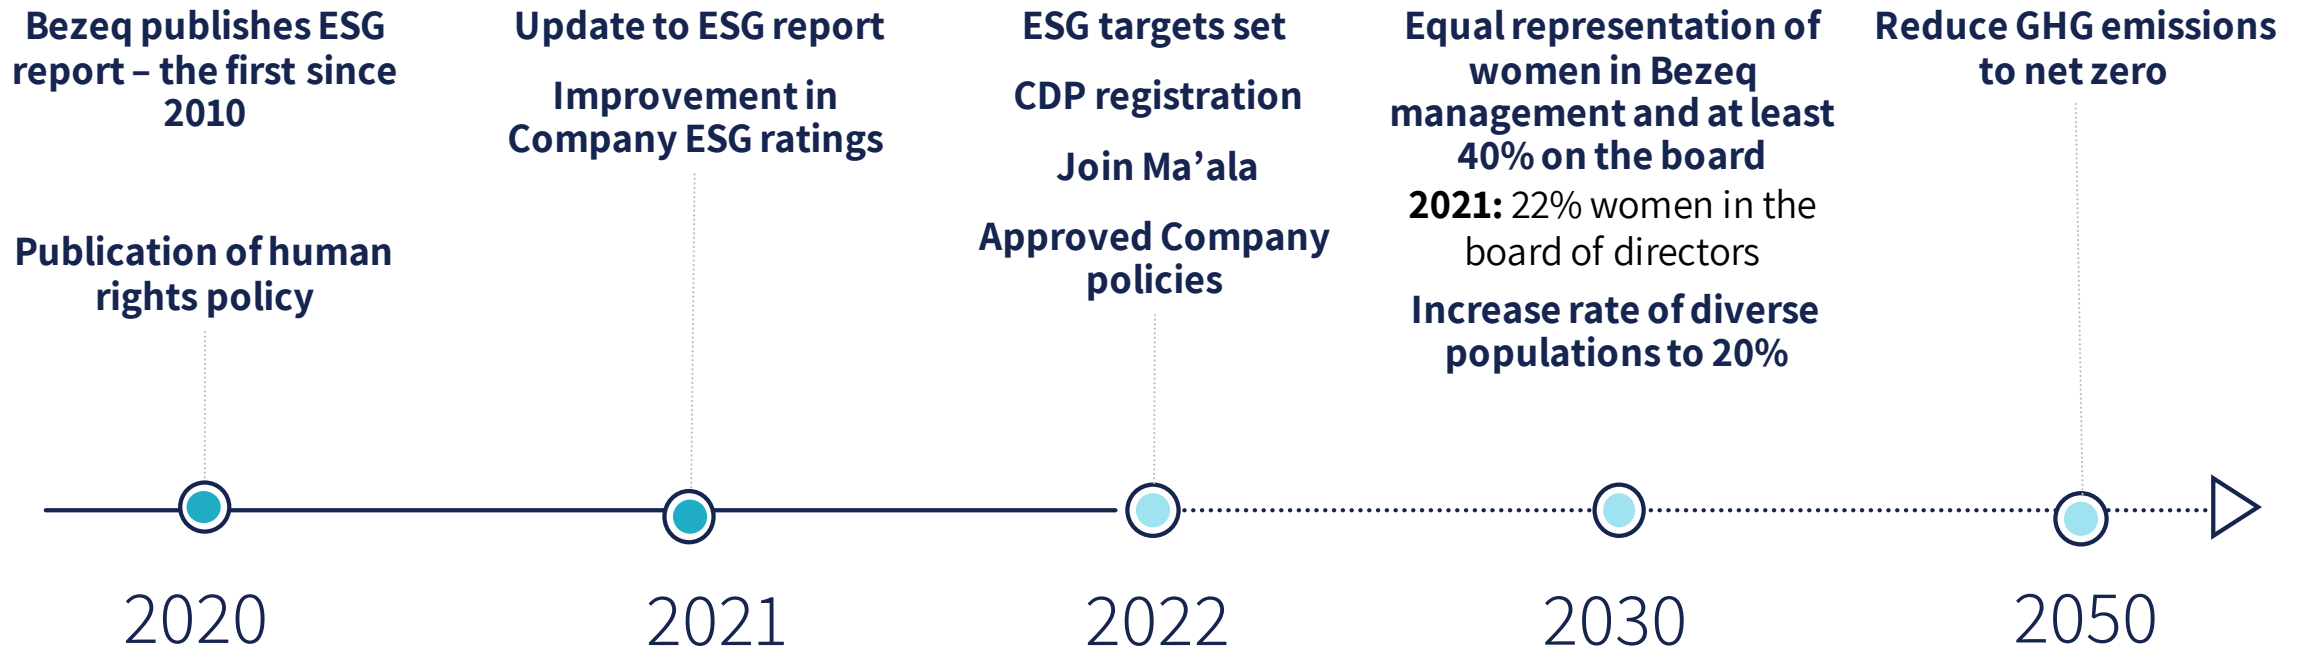 Bezeq publishes ESG
report – the first since
2010
Publication of human
rights policy
Update to ESG report
Improvement in
Company ESG ratings
ESG targets set
CDP registration
Join Ma’ala
Approved Company
policies
Equal representation of
women in Bezeq
management and at least
40% on the board
2021: 22% women in the
board of directors
Increase rate of diverse
populations to 20%
Reduce GHG emissions
to net zero
2020
2021
2022
2030
2050